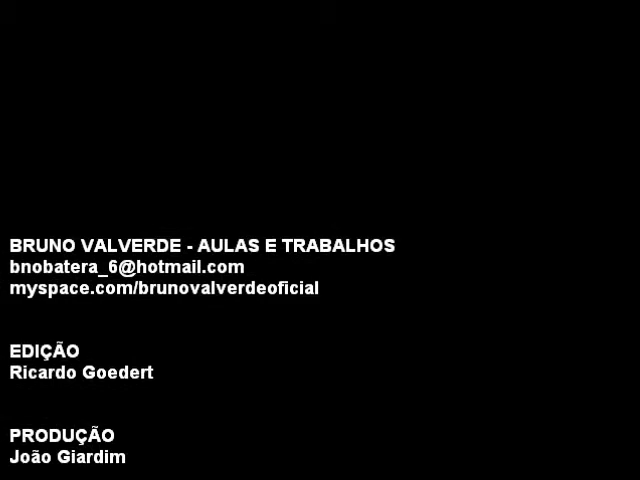 BRUNO VALVERDE - AULAS E TRABALHOS
bnobatera_6@hotmail.com
myspace.com/brunovalverdeoficial
EDIÇÃO
Ricardo Goedert
PRODUÇÃO
João Giardim